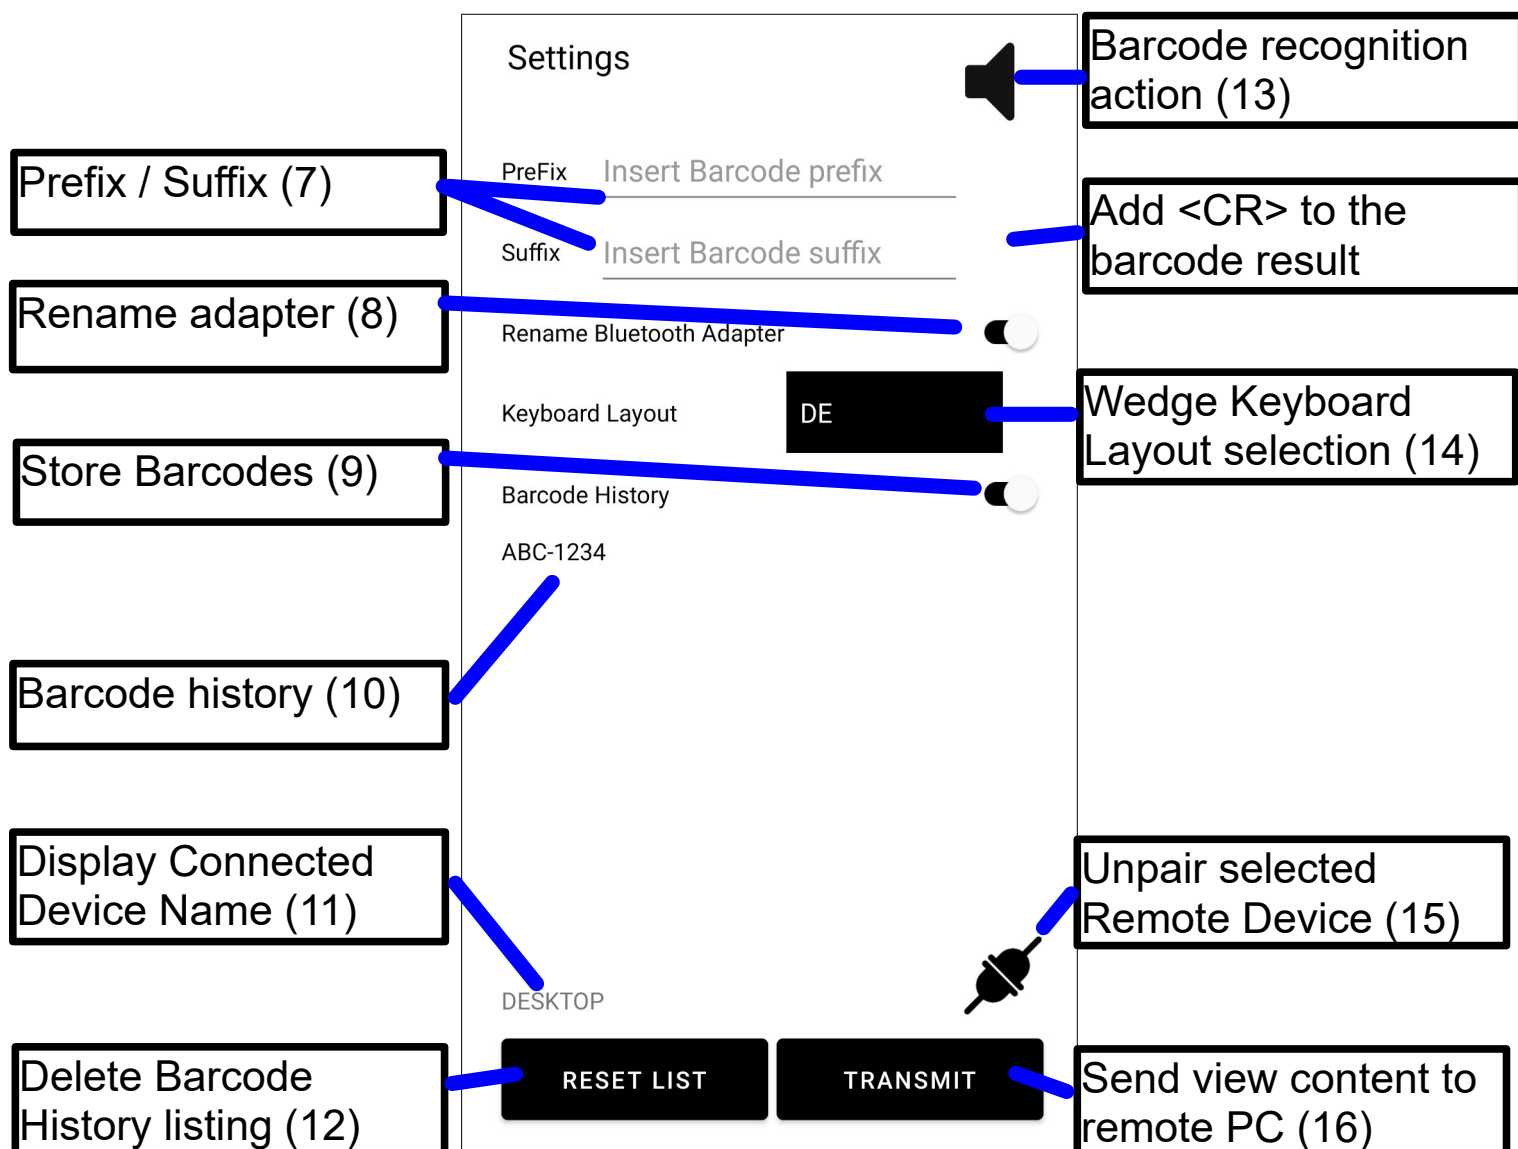 Settings
Barcode recognition
action (13)
Prefix / Suffix (7)
PreFix Insert Barcode prefix
Add <CR> to the
barcode result
Suffix Insert Barcode suffix
Rename adapter (8)
Rename Bluetooth Adapter
Keyboard Layout DE
Wedge Keyboard
Layout selection (14)
Store Barcodes (9)
Barcode History
ABC-1234
Barcode history (10)
Display Connected
Device Name (11)
Unpair selected
Remote Device (15)
DESKTOP
Delete Barcode
History listing (12)
RESET LIST TRANSMIT
Send view content to
remote PC (16)